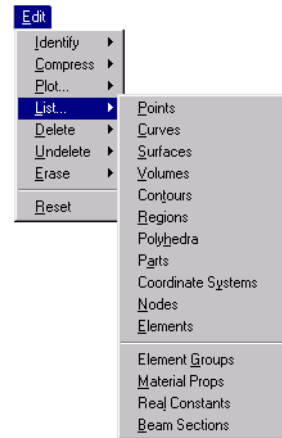 Edit
Identify
Compress
Plot...
List...
Delete
Undelete
Erase
Reset
Points
Curves
Surfaces
Volumes
Contours
Regions
Polyhedra
Parts
Coordinate Systems
Nodes
Elements
Element Groups
Material Props
Real Constants
Beam Sections